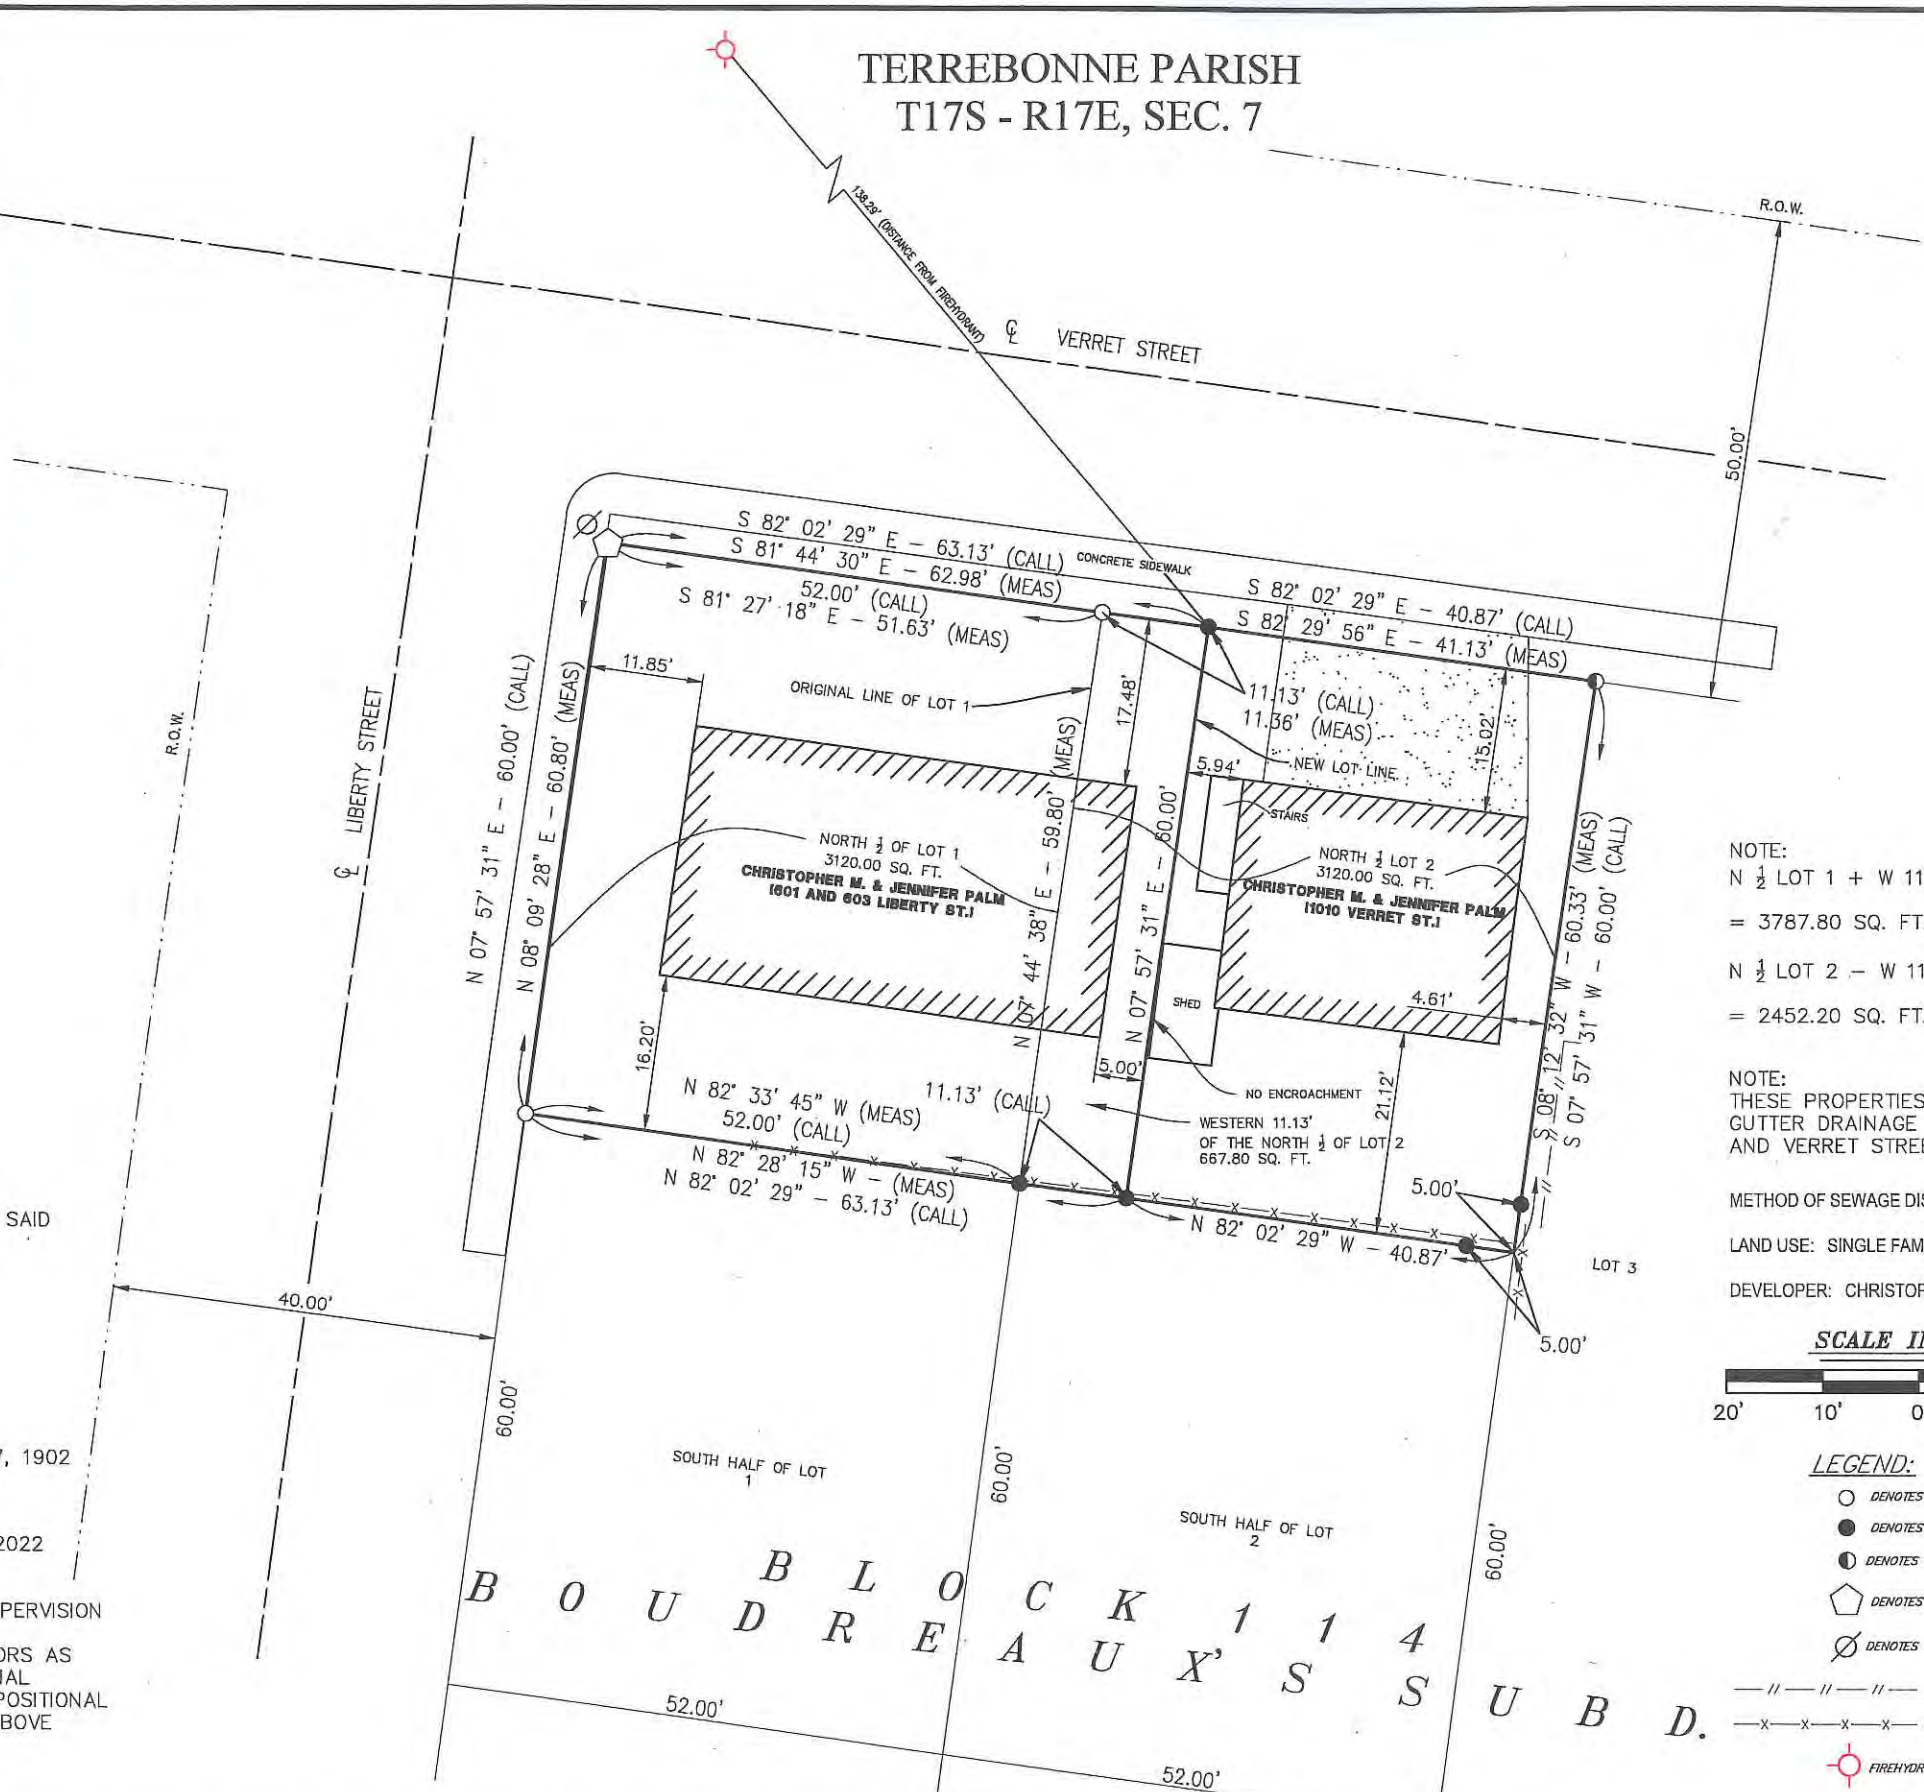 TERREBONNE PARISH
T17S - R17E, SEC. 7
R.O.W.
138.29' (DISTANCE FROM FIREHYDRANT)
℄ VERRET STREET
50.00'
S 82° 02' 29" E – 63.13' (CALL)
S 81° 44' 30" E – 62.98' (MEAS)
CONCRETE SIDEWALK
52.00' (CALL)
S 81° 27' 18" E – 51.63' (MEAS)
S 82° 02' 29" E – 40.87' (CALL)
S 82° 29' 56" E – 41.13' (MEAS)
11.85'
ORIGINAL LINE OF LOT 1
17.48'
11.13' (CALL)
11.36' (MEAS)
15.02'
NEW LOT LINE
5.94'
STAIRS
R.O.W.
℄ LIBERTY STREET
N 07° 57' 31" E – 60.00' (CALL)
N 08° 09' 28" E – 60.80' (MEAS)
NORTH ½ OF LOT 1
3120.00 SQ. FT.
CHRISTOPHER M. & JENNIFER PALM
(601 AND 603 LIBERTY ST.)
N 07° 44' 38" E – 59.80' (MEAS)
N 07° 57' 31" E – 60.00'
NORTH ½ LOT 2
3120.00 SQ. FT.
CHRISTOPHER M. & JENNIFER PALM
(1010 VERRET ST.)
S 08° 12' 32" W – 60.33' (MEAS)
S 07° 57' 31" W – 60.00' (CALL)
SHED
4.61'
16.20'
5.00'
21.12'
NO ENCROACHMENT
WESTERN 11.13'
OF THE NORTH ½ OF LOT 2
667.80 SQ. FT.
N 82° 33' 45" W (MEAS)
52.00' (CALL)
11.13' (CALL)
N 82° 28' 15" W – (MEAS)
N 82° 02' 29" – 63.13' (CALL)
N 82° 02' 29" W – 40.87'
5.00'
5.00'
LOT 3
40.00'
60.00'
60.00'
60.00'
SOUTH HALF OF LOT
1
SOUTH HALF OF LOT
2
BLOCK 114
BOUDREAUX'S SUBD.
52.00'
52.00'
SAID
, 1902
2022
PERVISION
ORS AS
IAL
POSITIONAL
BOVE
NOTE:
N ½ LOT 1 + W 11
= 3787.80 SQ. FT.
N ½ LOT 2 – W 11
= 2452.20 SQ. FT.
NOTE:
THESE PROPERTIES
GUTTER DRAINAGE
AND VERRET STREE
METHOD OF SEWAGE DIS
LAND USE: SINGLE FAM
DEVELOPER: CHRISTOP
SCALE I
20' 10' 0
LEGEND:
DENOTES
DENOTES
DENOTES
DENOTES
DENOTES
FIREHYDR